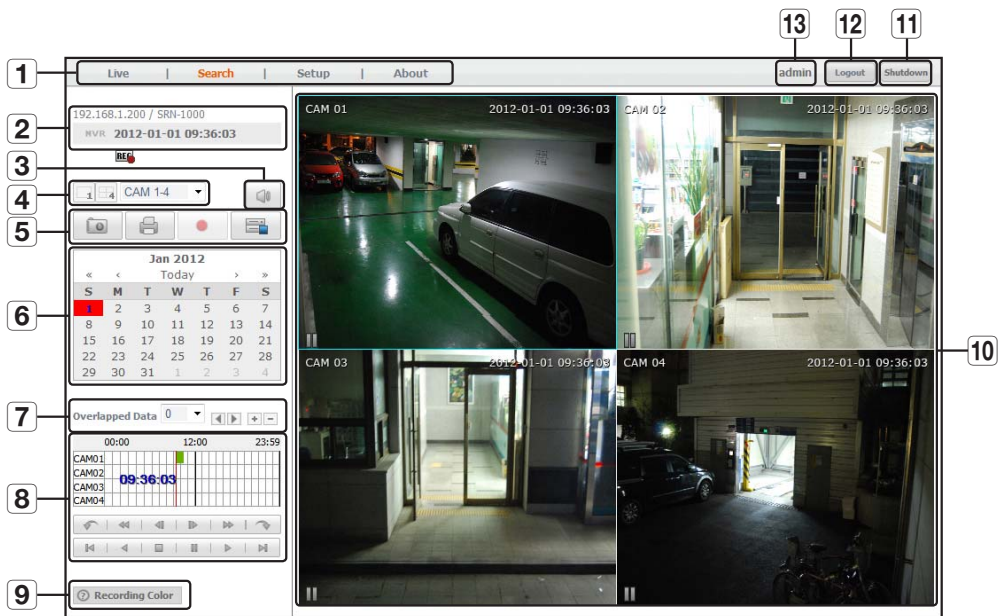 13 12 11
1 Live | Search | Setup | About admin Logout Shutdown
192.168.1.200 / SRN-1000
2 NVR 2012-01-01 09:36:03
REC
3
4 1 4 CAM 1-4
5
Jan 2012
« ‹ Today › »
S M T W T F S
6
1 2 3 4 5 6 7
8 9 10 11 12 13 14
15 16 17 18 19 20 21
22 23 24 25 26 27 28
29 30 31 1 2 3 4
7 Overlapped Data 0
00:00 12:00 23:59
8
CAM01
CAM02
CAM03
CAM04
09:36:03
9 ? Recording Color
CAM 01 2012-01-01 09:36:03
CAM 02 2012-01-01 09:36:03
CAM 03 2012-01-01 09:36:03
CAM 04 2012-01-01 09:36:03
10